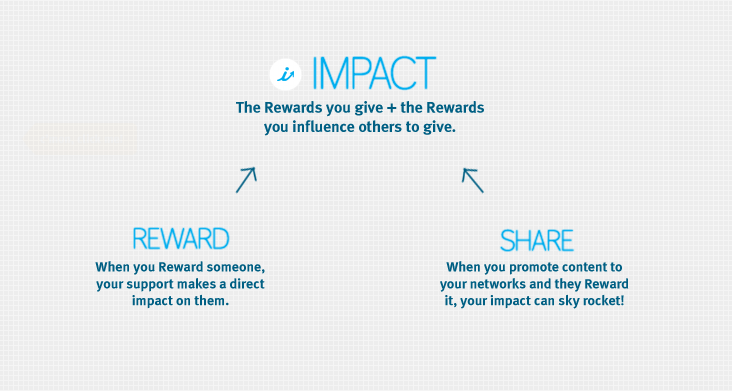 IMPACT
The Rewards you give + the Rewards
you influence others to give.
REWARD
When you Reward someone,
your support makes a direct
impact on them.
SHARE
When you promote content to
your networks and they Reward
it, your impact can sky rocket!